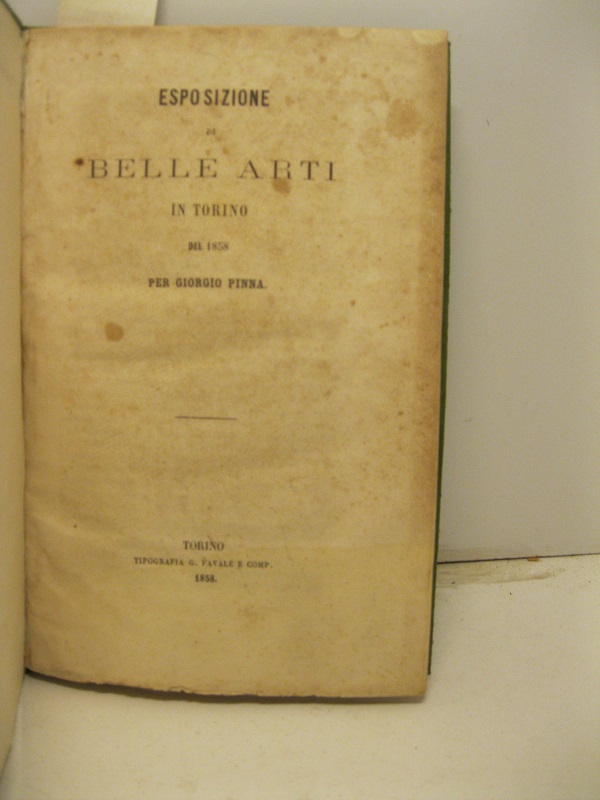 ESPOSIZIONE
DI
BELLE ARTI
IN TORINO
DEL 1858
PER GIORGIO PINNA.
TORINO
TIPOGRAFIA G. FAVALE E COMP.
1858.